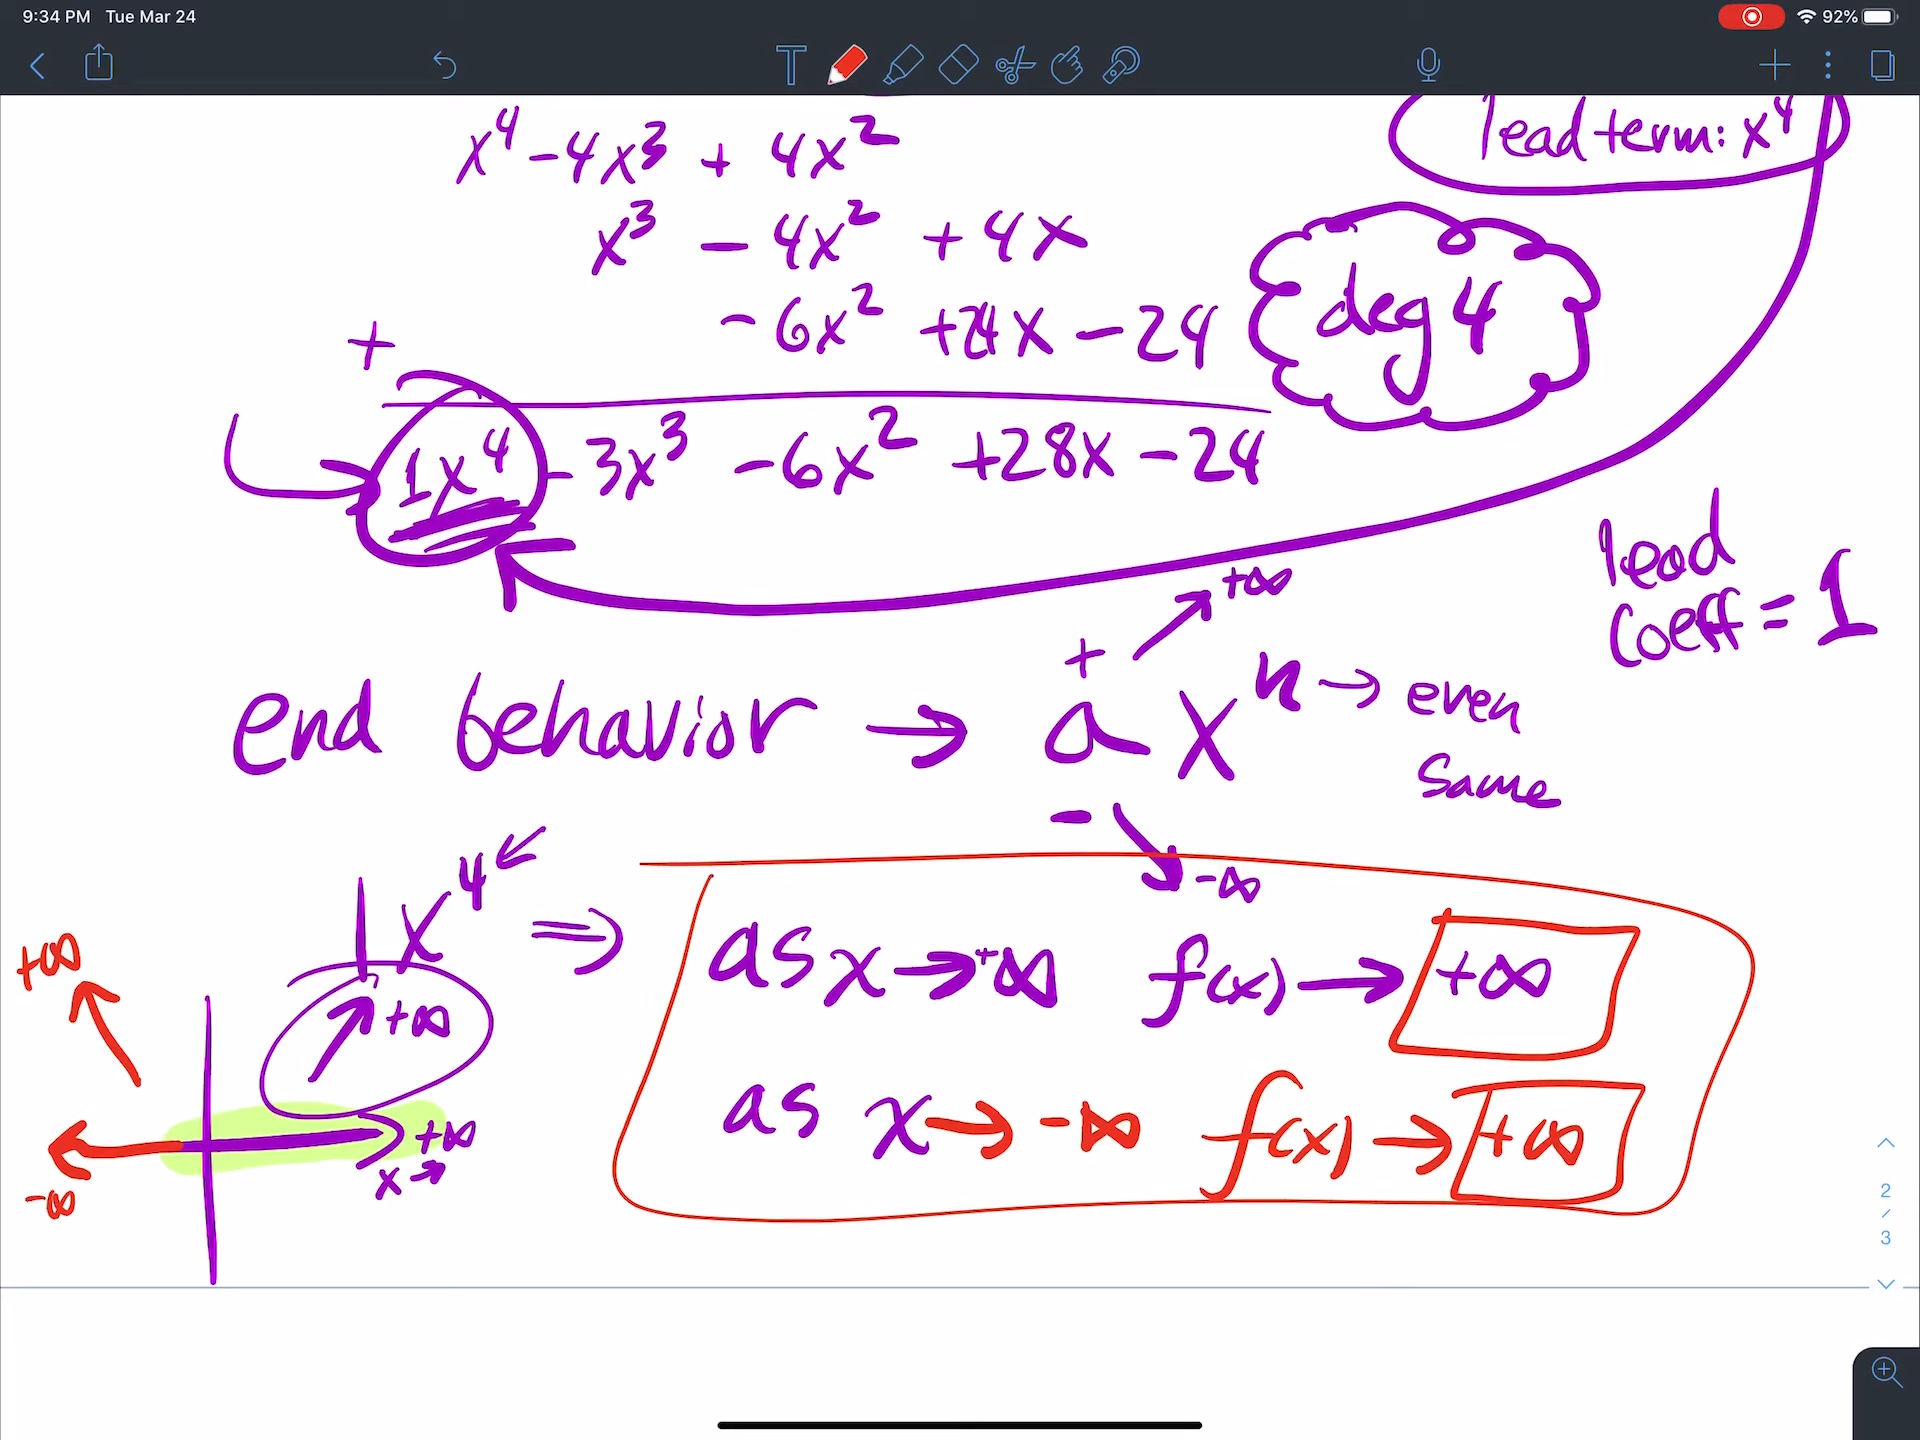 9:34 PM Tue Mar 24
92%
T
lead term: x⁴
x⁴ - 4x³ + 4x²
x³ - 4x² + 4x
- 6x² + 24x - 24
deg 4
+
1x⁴ - 3x³ - 6x² + 28x - 24
lead
coeff = 1
+∞
+
end behavior → a xⁿ → even
same
-
-∞
1x⁴ ⇒
as x → +∞ f(x) → +∞
+∞
+∞
as x → -∞ f(x) → +∞
+∞
x →
-∞
2
/
3